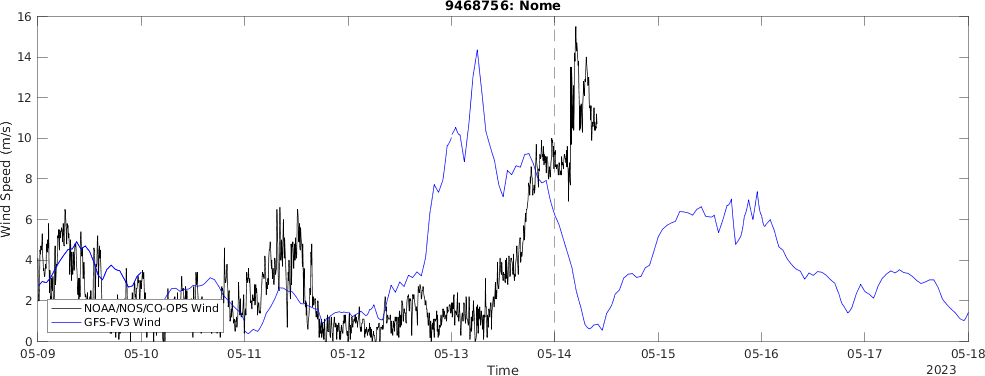 9468756: Nome
16
14
12
10
8
6
4
2
0
Wind Speed (m/s)
NOAA/NOS/CO-OPS Wind
GFS-FV3 Wind
05-09 05-10 05-11 05-12 05-13 05-14 05-15 05-16 05-17 05-18
Time
2023